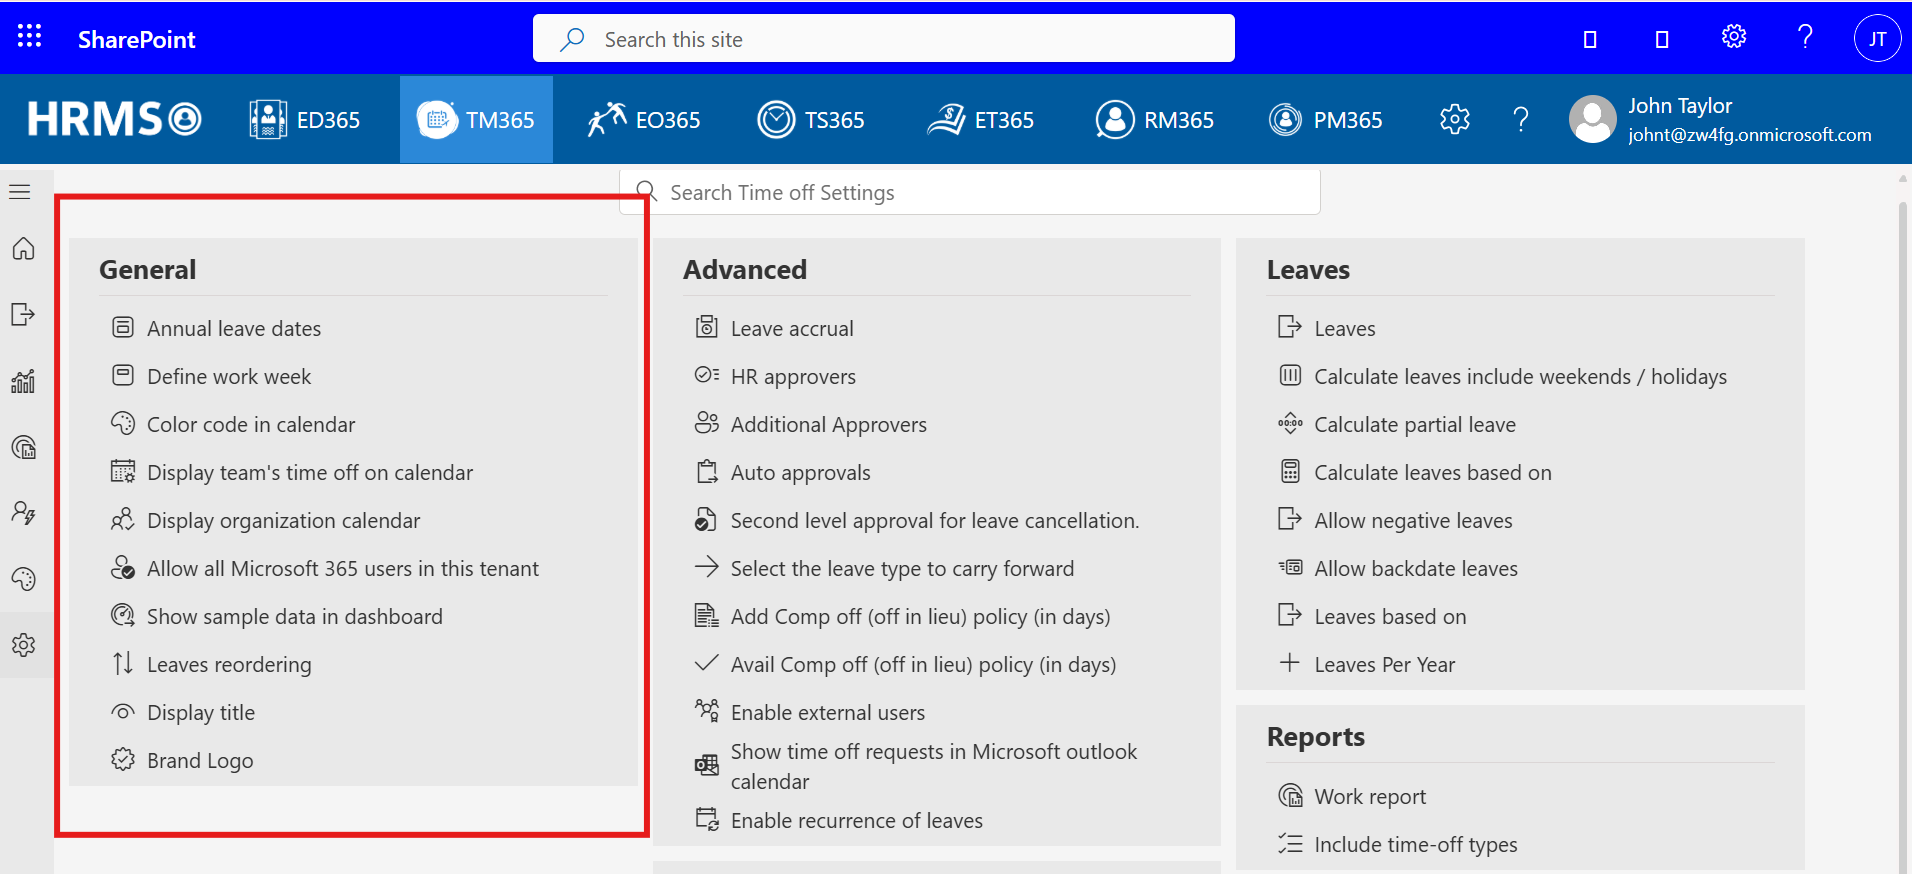 SharePoint
Search this site
JT
HRMS
ED365
TM365
EO365
TS365
ET365
RM365
PM365
John Taylor
johnt@zw4fg.onmicrosoft.com
Search Time off Settings
General
Annual leave dates
Define work week
Color code in calendar
Display team's time off on calendar
Display organization calendar
Allow all Microsoft 365 users in this tenant
Show sample data in dashboard
Leaves reordering
Display title
Brand Logo
Advanced
Leave accrual
HR approvers
Additional Approvers
Auto approvals
Second level approval for leave cancellation.
Select the leave type to carry forward
Add Comp off (off in lieu) policy (in days)
Avail Comp off (off in lieu) policy (in days)
Enable external users
Show time off requests in Microsoft outlook
calendar
Enable recurrence of leaves
Leaves
Leaves
Calculate leaves include weekends / holidays
Calculate partial leave
Calculate leaves based on
Allow negative leaves
Allow backdate leaves
Leaves based on
Leaves Per Year
Reports
Work report
Include time-off types